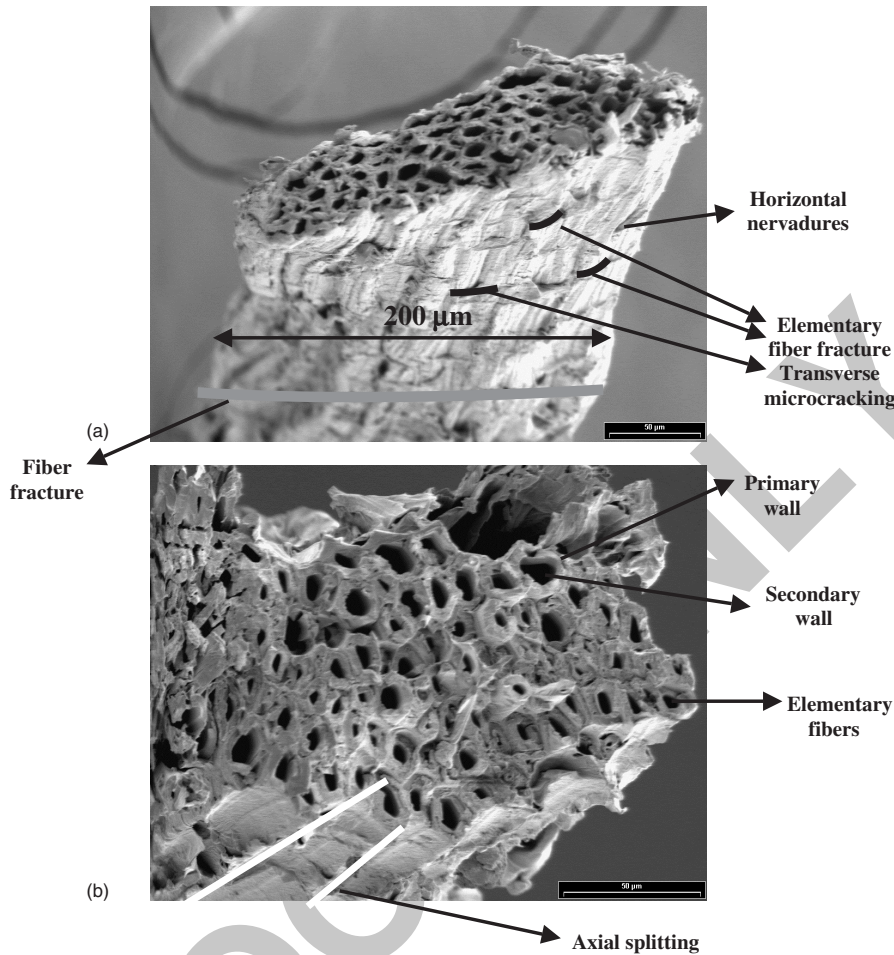 Horizontal
nervadures
200 µm
Elementary
fiber fracture
Transverse
microcracking
50 µm
(a)
Fiber
fracture
Primary
wall
Secondary
wall
Elementary
fibers
50 µm
(b)
Axial splitting